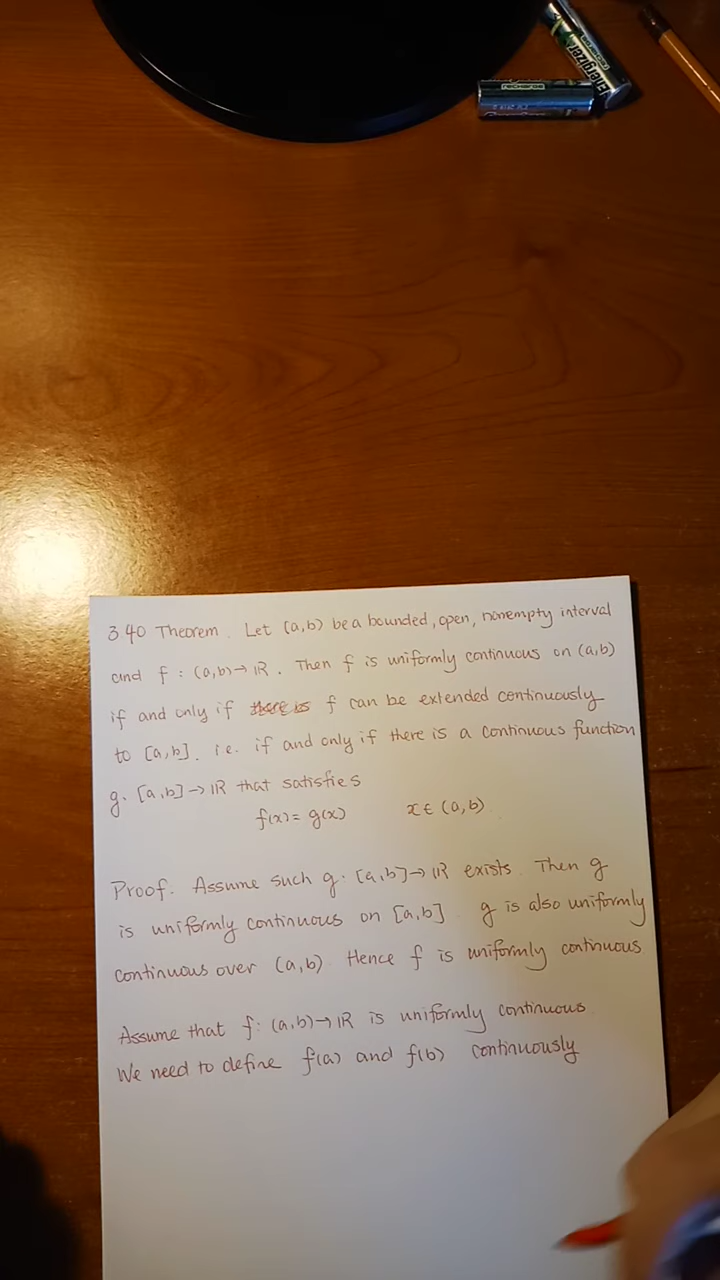 Energizer
recharge
3.40 Theorem. Let (a,b) be a bounded, open, nonempty interval
and f : (a,b) → ℝ. Then f is uniformly continuous on (a,b)
if and only if there is f can be extended continuously
to [a,b]. i.e. if and only if there is a continuous function
g: [a,b] → ℝ that satisfies
f(x) = g(x) x ∈ (a,b)
Proof. Assume such g: [a,b] → ℝ exists. Then g
is uniformly continuous on [a,b]. g is also uniformly
continuous over (a,b). Hence f is uniformly continuous.
Assume that f: (a,b) → ℝ is uniformly continuous.
We need to define f(a) and f(b) continuously